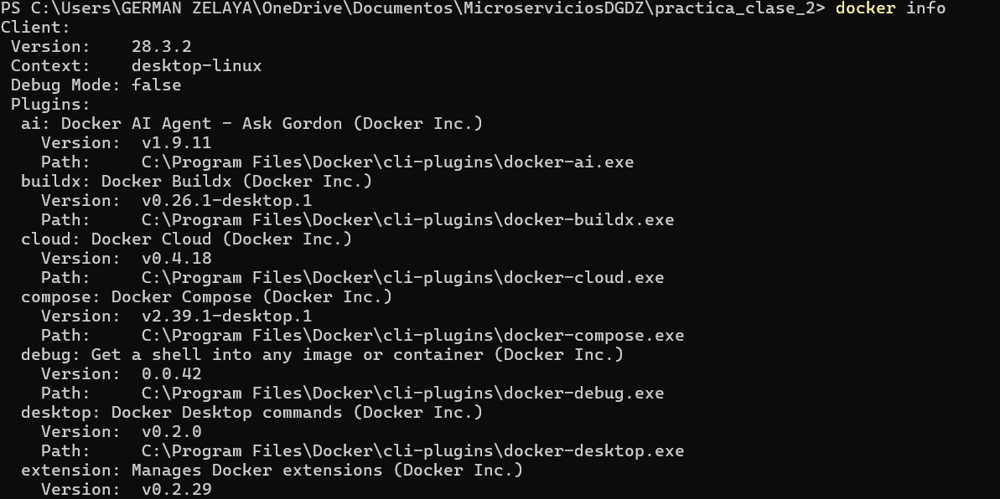 PS C:\Users\GERMAN ZELAYA\OneDrive\Documentos\MicroserviciosDGDZ\practica_clase_2> docker info
Client:
 Version:    28.3.2
 Context:    desktop-linux
 Debug Mode: false
 Plugins:
  ai: Docker AI Agent - Ask Gordon (Docker Inc.)
    Version:  v1.9.11
    Path:     C:\Program Files\Docker\cli-plugins\docker-ai.exe
  buildx: Docker Buildx (Docker Inc.)
    Version:  v0.26.1-desktop.1
    Path:     C:\Program Files\Docker\cli-plugins\docker-buildx.exe
  cloud: Docker Cloud (Docker Inc.)
    Version:  v0.4.18
    Path:     C:\Program Files\Docker\cli-plugins\docker-cloud.exe
  compose: Docker Compose (Docker Inc.)
    Version:  v2.39.1-desktop.1
    Path:     C:\Program Files\Docker\cli-plugins\docker-compose.exe
  debug: Get a shell into any image or container (Docker Inc.)
    Version:  0.0.42
    Path:     C:\Program Files\Docker\cli-plugins\docker-debug.exe
  desktop: Docker Desktop commands (Docker Inc.)
    Version:  v0.2.0
    Path:     C:\Program Files\Docker\cli-plugins\docker-desktop.exe
  extension: Manages Docker extensions (Docker Inc.)
    Version:  v0.2.29